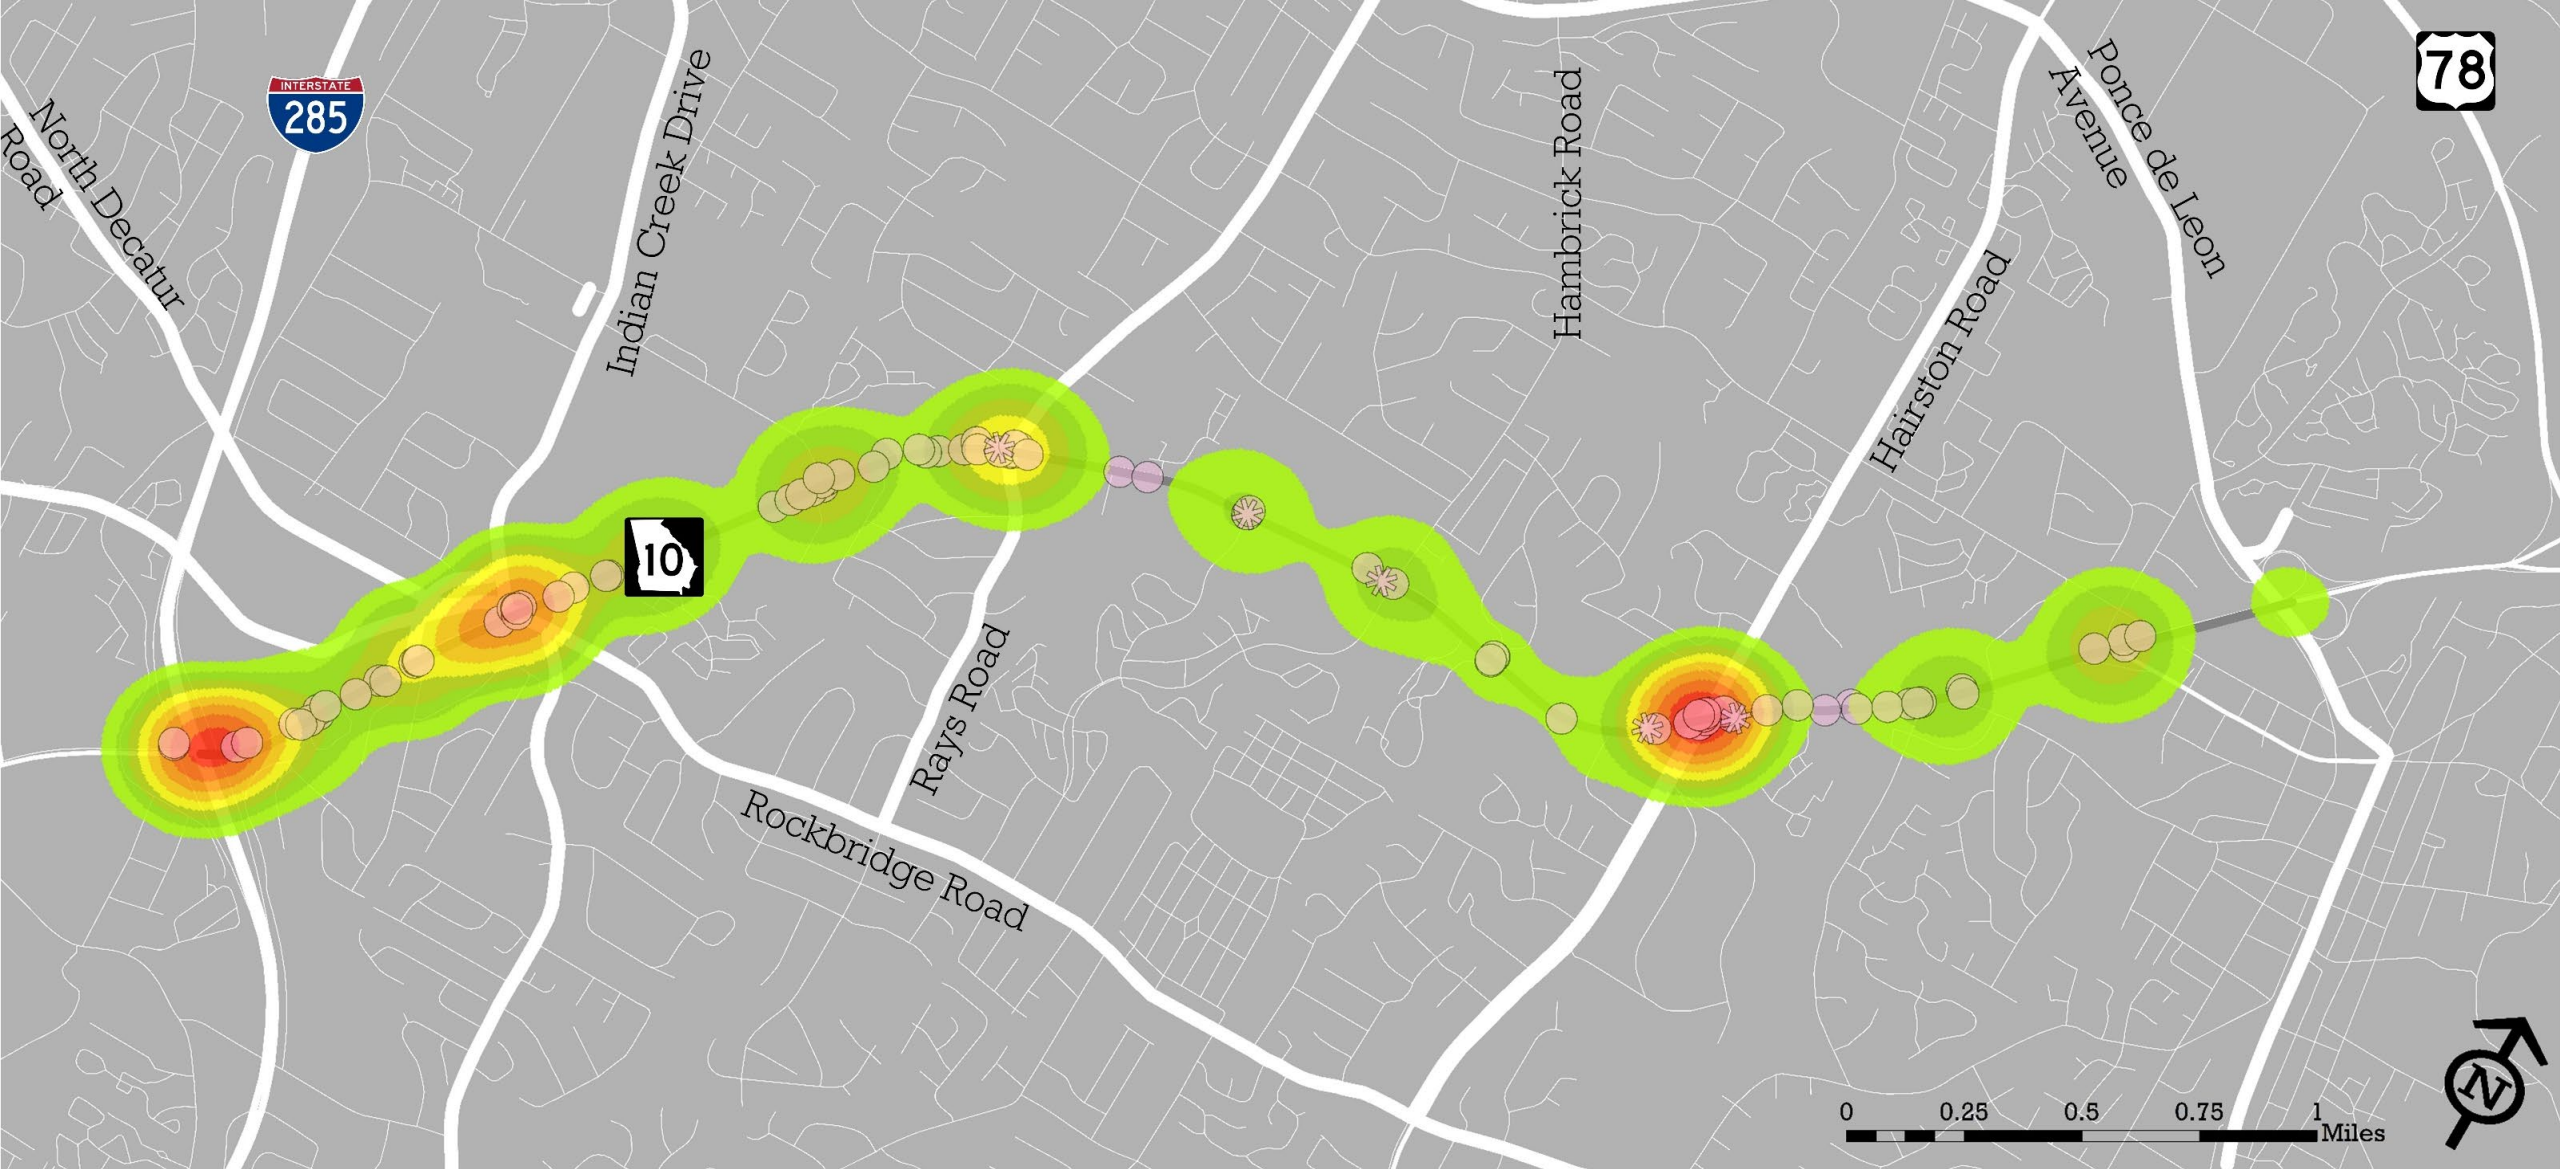 INTERSTATE
285
North Decatur
Road
Indian Creek Drive
Hambrick Road
Ponce de Leon
Avenue
78
Hairston Road
10
Rays Road
Rockbridge Road
N
0 0.25 0.5 0.75 1
Miles